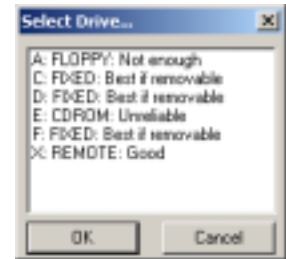 Select Drive...
A: FLOPPY: Not enough
C: FIXED: Best if removable
D: FIXED: Best if removable
E: CDROM: Unreliable
F: FIXED: Best if removable
X: REMOTE: Good
OK
Cancel